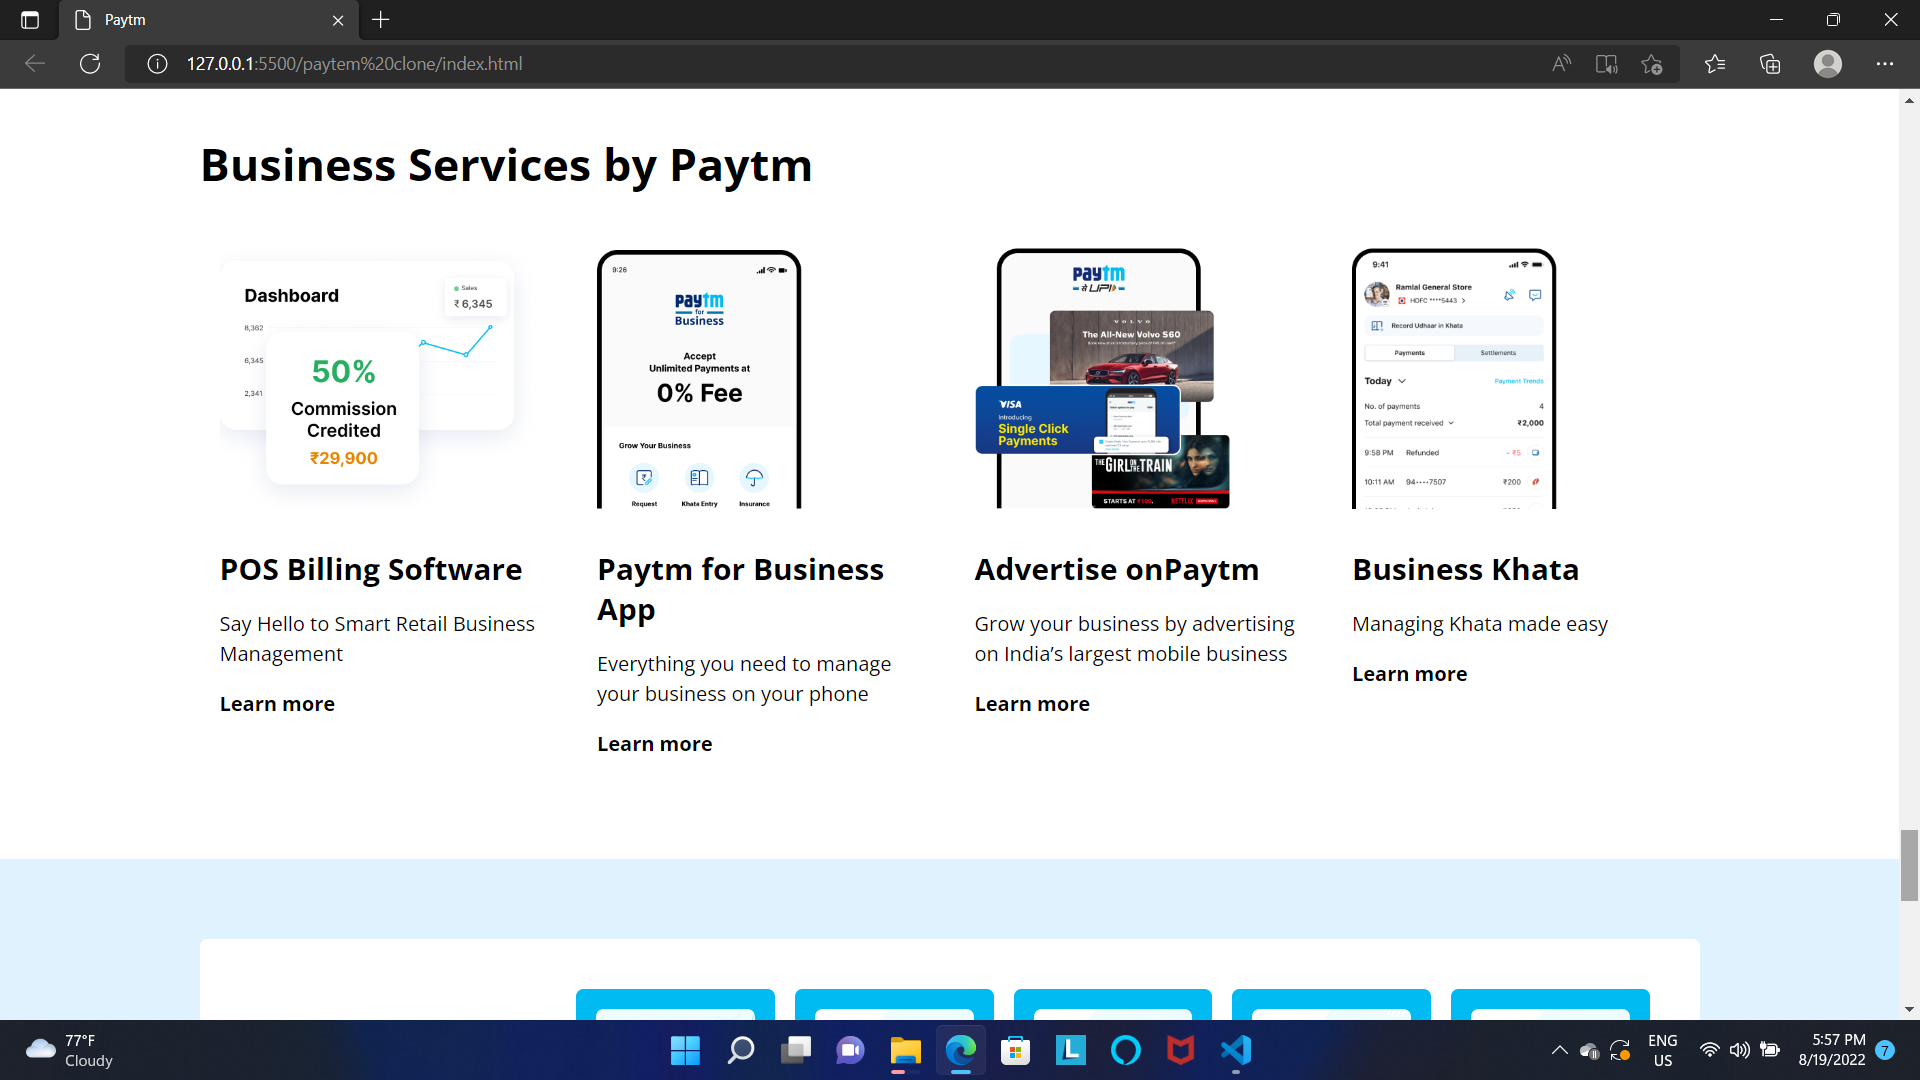 Paytm
127.0.0.1:5500/paytem%20clone/index.html
Business Services by Paytm
Dashboard
Sales
₹ 6,345
8,362
6,345
2,341
50%
Commission
Credited
₹29,900
9:26
paytm
for
Business
Accept
Unlimited Payments at
0% Fee
Grow Your Business
Request
Khata Entry
Insurance
paytm
से UPI
VOLVO
The All-New Volvo S60
VISA
Introducing
Single Click
Payments
THE GIRL ON THE TRAIN
STARTS AT ₹199.
NETFLIX
9:41
Ramlal General Store
HDFC ****5443
Record Udhaar in Khata
Payments
Settlements
Today
Payment Trends
No. of payments
4
Total payment received
₹2,000
9:58 PM
Refunded
- ₹5
10:11 AM
94····7507
₹200
POS Billing Software
Say Hello to Smart Retail Business
Management
Learn more
Paytm for Business
App
Everything you need to manage
your business on your phone
Learn more
Advertise onPaytm
Grow your business by advertising
on India’s largest mobile business
Learn more
Business Khata
Managing Khata made easy
Learn more
77°F
Cloudy
ENG
US
5:57 PM
8/19/2022
7